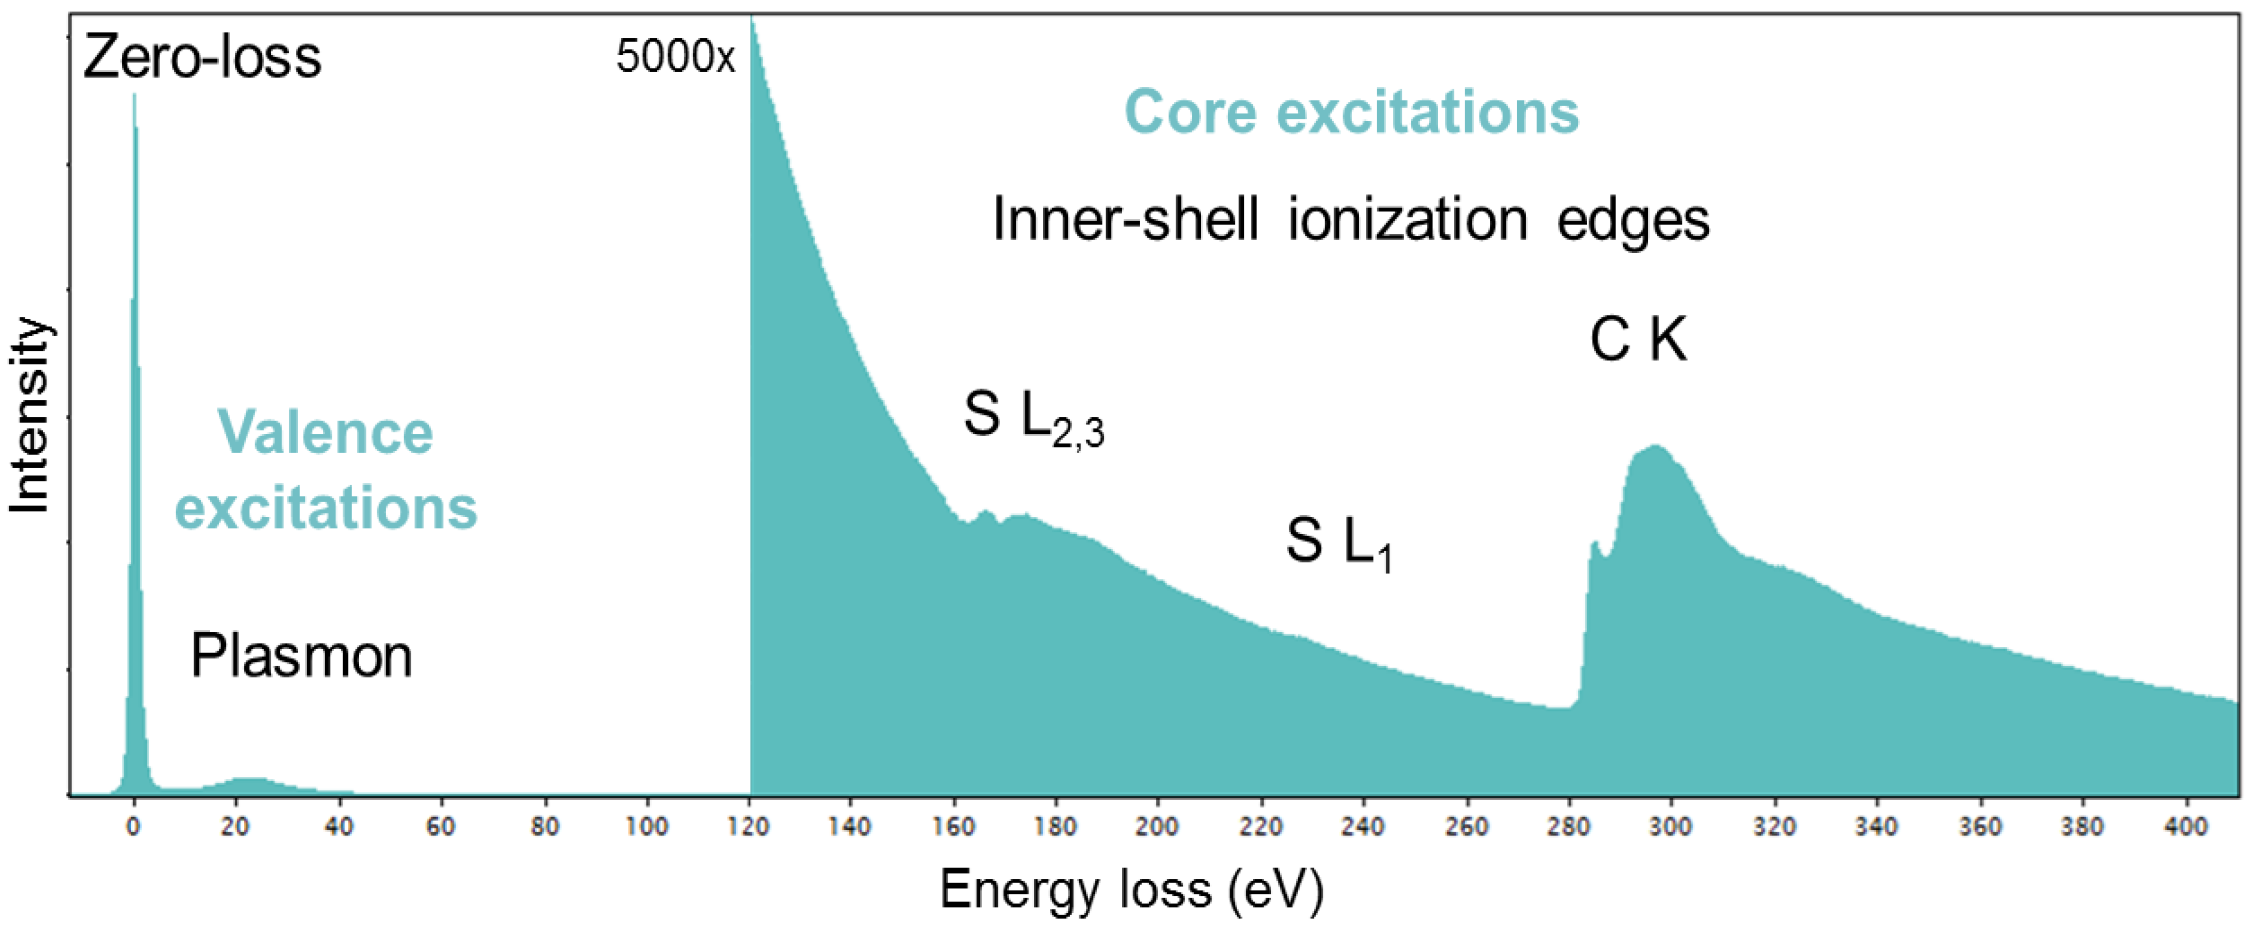 Zero-loss
5000x
Core excitations
Inner-shell ionization edges
C K
S L2,3
Valence
excitations
S L1
Plasmon
Intensity
0 20 40 60 80 100 120 140 160 180 200 220 240 260 280 300 320 340 360 380 400
Energy loss (eV)